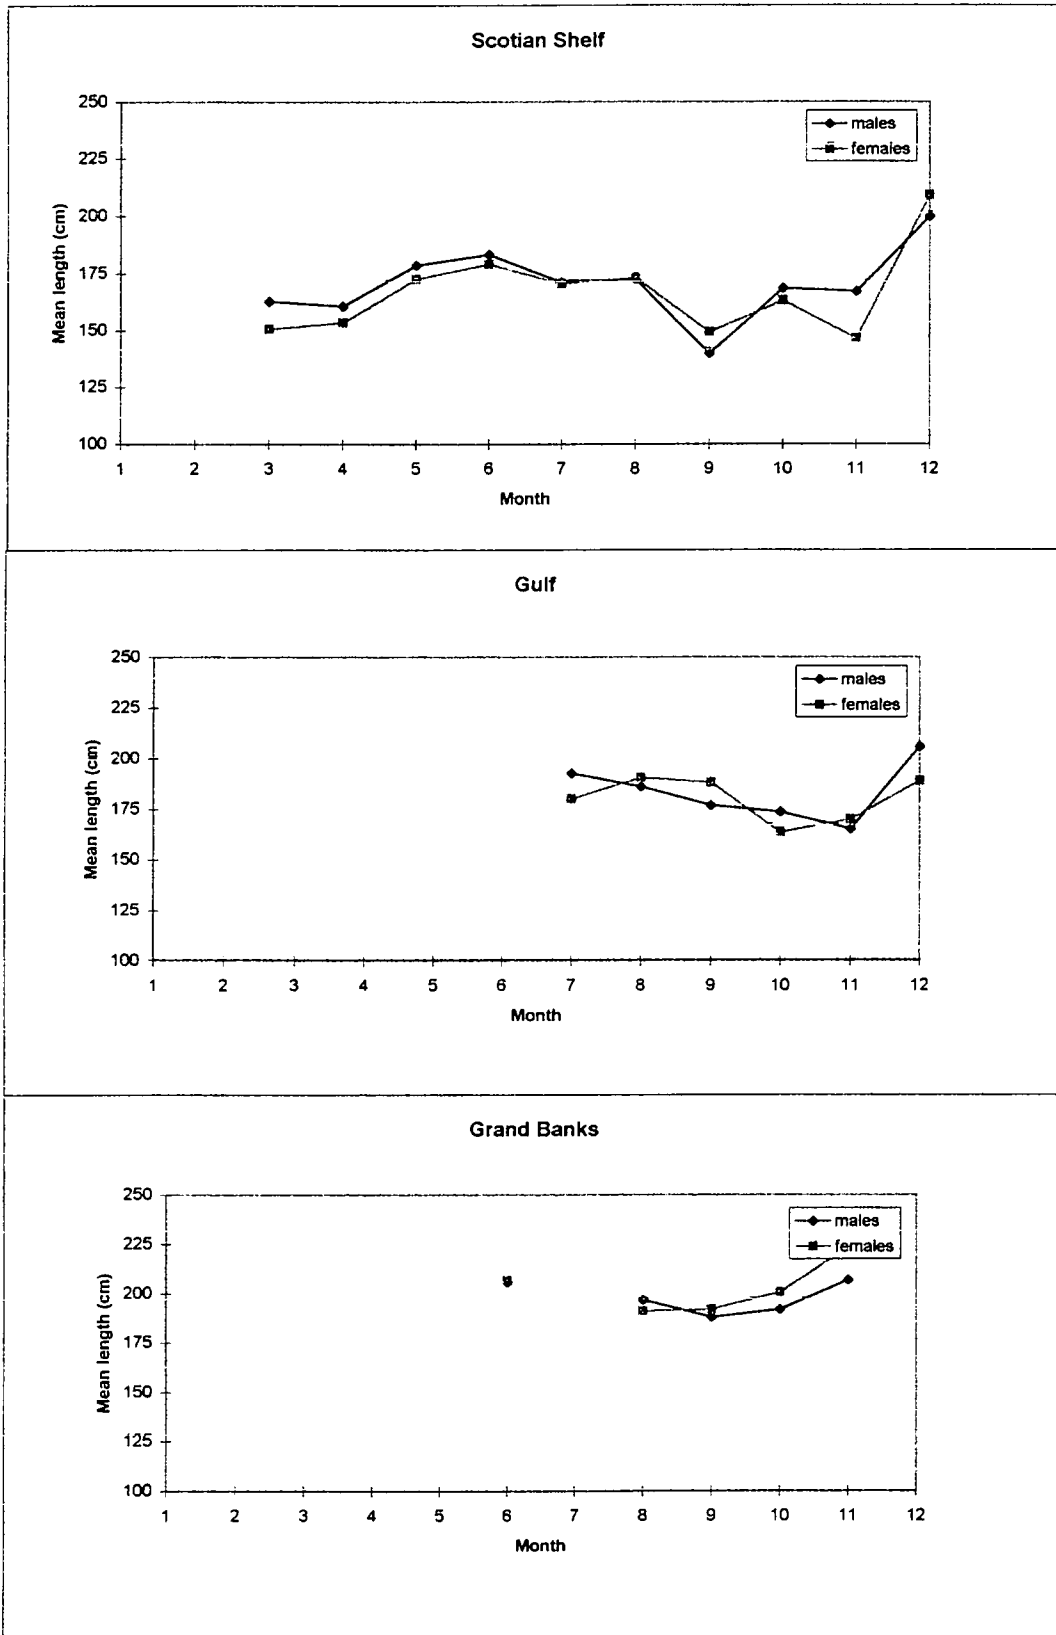 Scotian Shelf
250
225
200
175
150
125
100
Mean length (cm)
males
females
1 2 3 4 5 6 7 8 9 10 11 12
Month
Gulf
250
225
200
175
150
125
100
Mean length (cm)
males
females
1 2 3 4 5 6 7 8 9 10 11 12
Month
Grand Banks
250
225
200
175
150
125
100
Mean length (cm)
males
females
1 2 3 4 5 6 7 8 9 10 11 12
Month